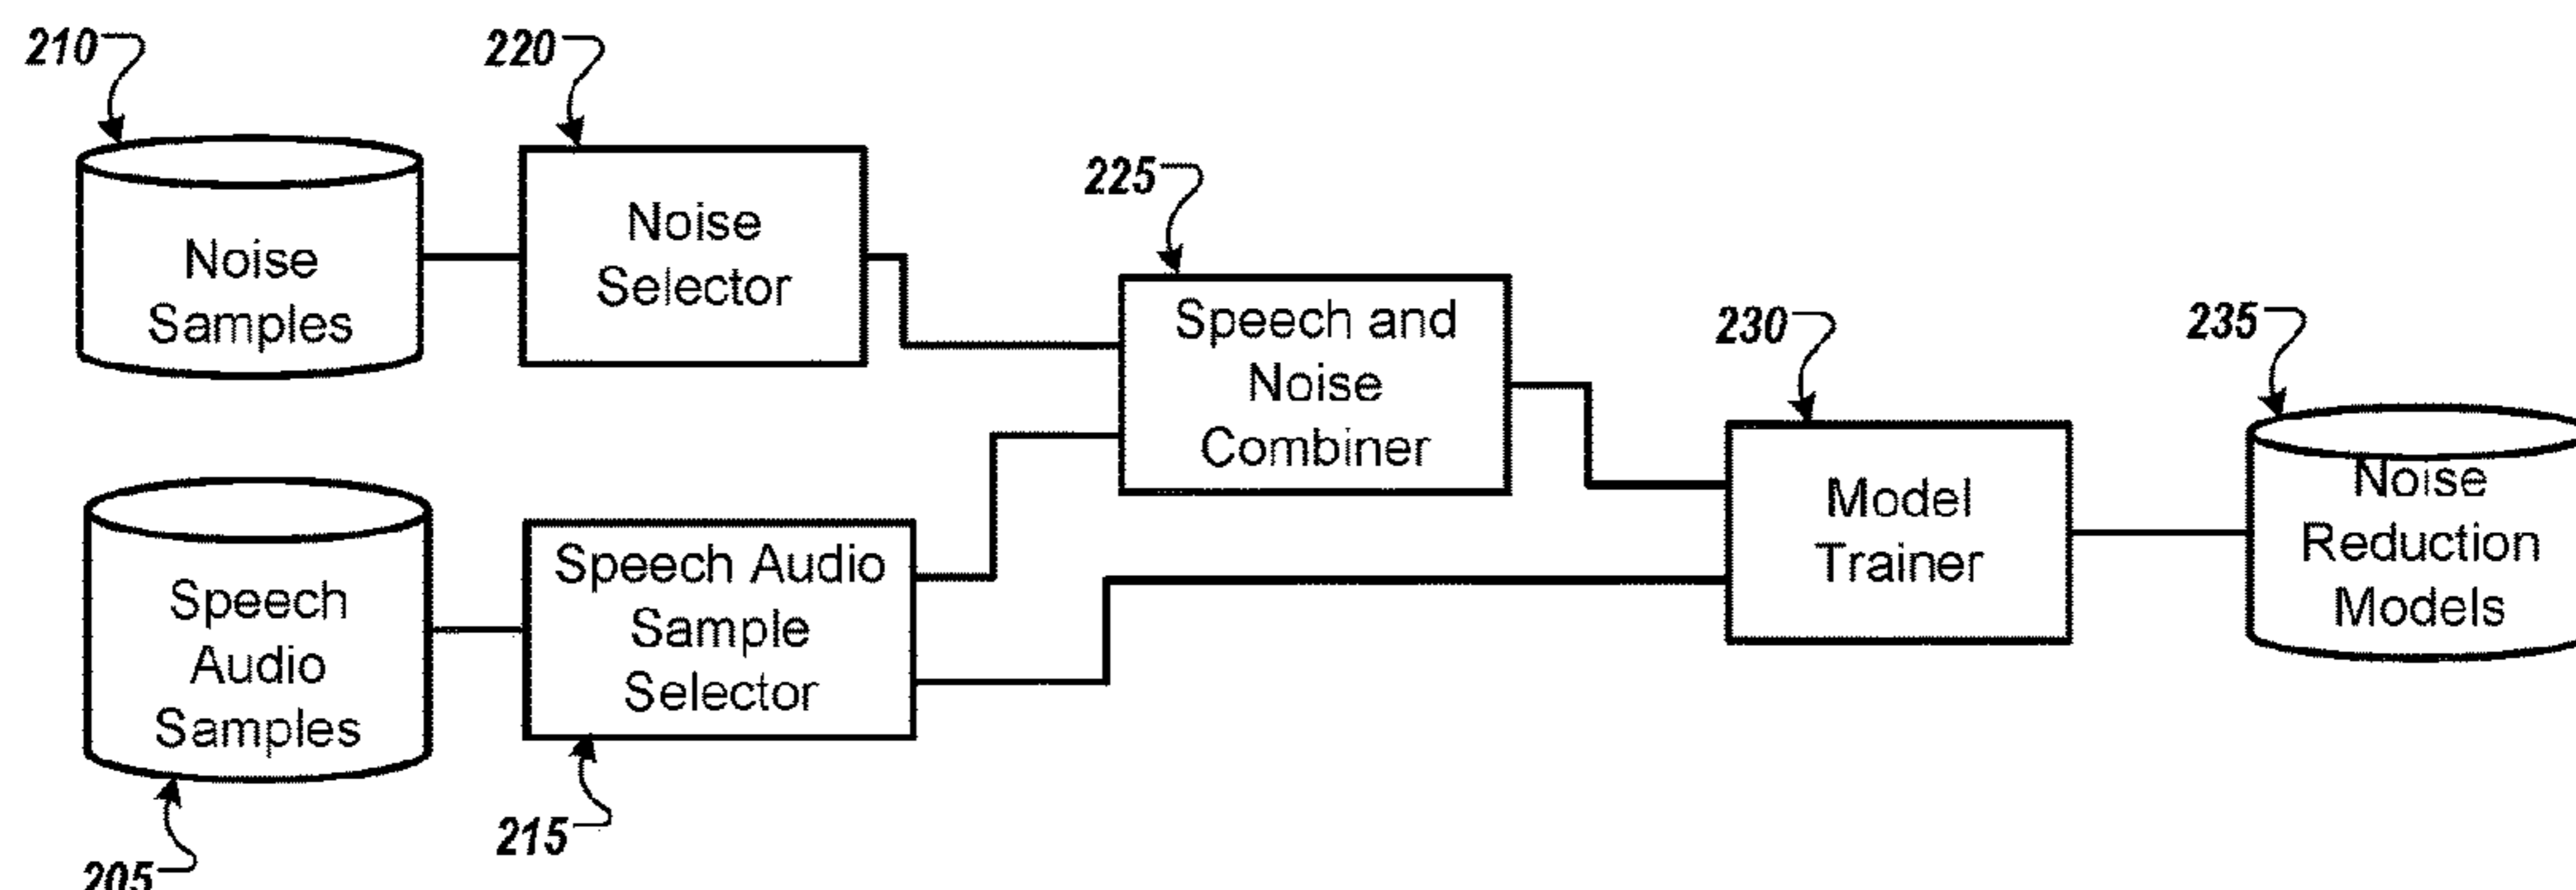 210
220
Noise
Samples
Noise
Selector
225
Speech and
Noise
Combiner
230
Model
Trainer
235
Noise
Reduction
Models
Speech
Audio
Samples
Speech Audio
Sample
Selector
215
205